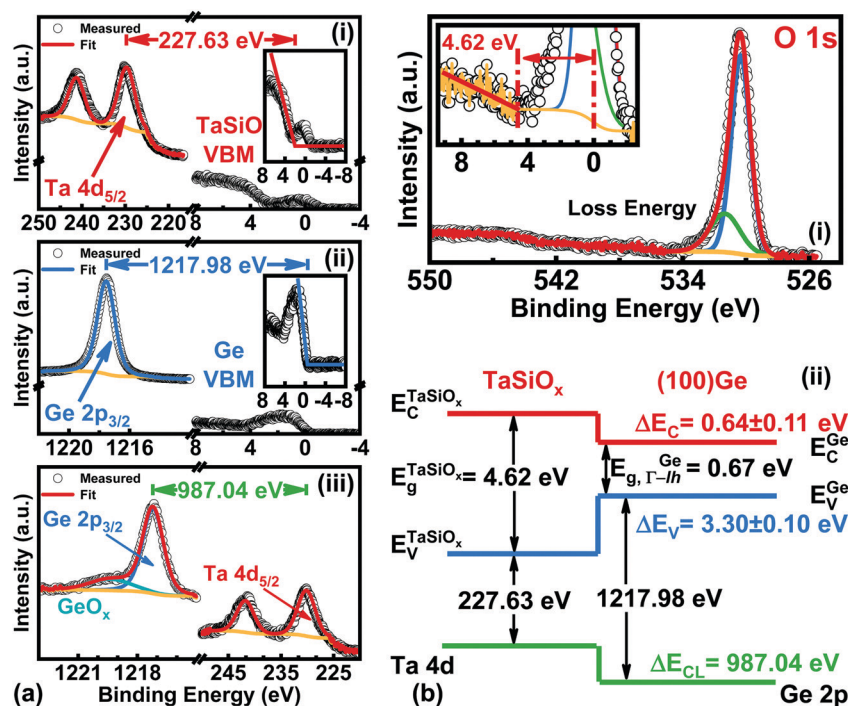 Measured
Fit
227.63 eV
(i)
TaSiO
VBM
Ta 4d5/2
8 4 0 -4-8
Intensity (a.u.)
250 240 230 220 8 4 0 -4
Measured
Fit
1217.98 eV
(ii)
Ge
VBM
Ge 2p3/2
8 4 0 -4-8
Intensity (a.u.)
1220 1216 8 4 0 -4
Measured
Fit
987.04 eV
(iii)
Ge 2p3/2
Ta 4d5/2
GeOx
Intensity (a.u.)
1221 1218 245 235 225
Binding Energy (eV)
(a)
4.62 eV
8 4 0
O 1s
Loss Energy
(i)
Intensity (a.u.)
550 542 534 526
Binding Energy (eV)
TaSiOx (100)Ge (ii)
EC^TaSiOx
ΔEC = 0.64±0.11 eV
EC^Ge
Eg^TaSiOx = 4.62 eV
Eg, Γ-lh^Ge = 0.67 eV
EV^Ge
EV^TaSiOx
ΔEV = 3.30±0.10 eV
227.63 eV 1217.98 eV
Ta 4d
ΔECL = 987.04 eV
Ge 2p
(b)